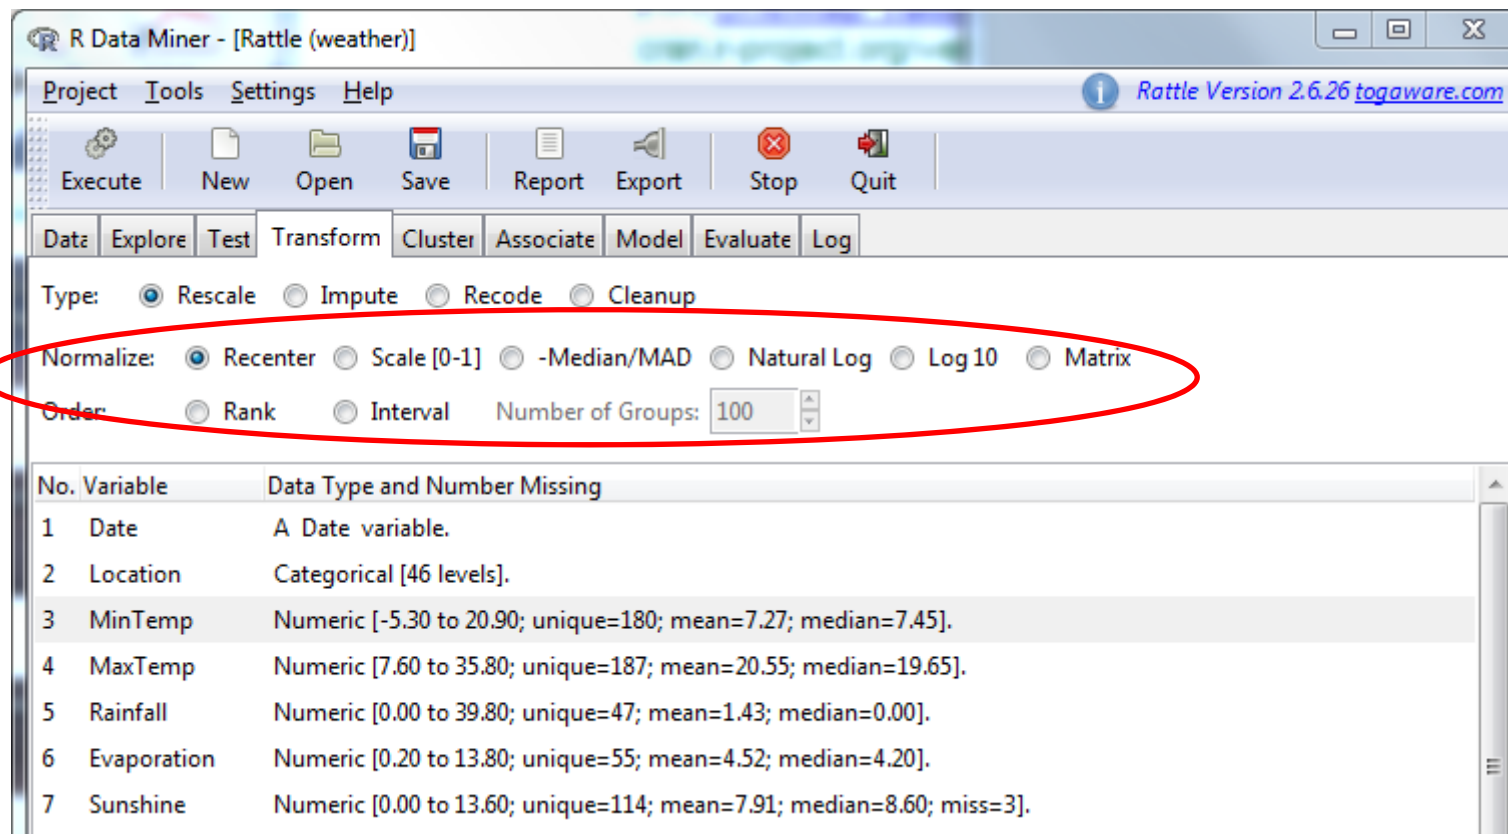 R Data Miner - [Rattle (weather)]
Project Tools Settings Help
Rattle Version 2.6.26 togaware.com
Execute New Open Save Report Export Stop Quit
Data Explore Test Transform Cluster Associate Model Evaluate Log
Type: Rescale Impute Recode Cleanup
Normalize: Recenter Scale [0-1] -Median/MAD Natural Log Log 10 Matrix
Order: Rank Interval Number of Groups: 100
No. Variable Data Type and Number Missing
1 Date A Date variable.
2 Location Categorical [46 levels].
3 MinTemp Numeric [-5.30 to 20.90; unique=180; mean=7.27; median=7.45].
4 MaxTemp Numeric [7.60 to 35.80; unique=187; mean=20.55; median=19.65].
5 Rainfall Numeric [0.00 to 39.80; unique=47; mean=1.43; median=0.00].
6 Evaporation Numeric [0.20 to 13.80; unique=55; mean=4.52; median=4.20].
7 Sunshine Numeric [0.00 to 13.60; unique=114; mean=7.91; median=8.60; miss=3].